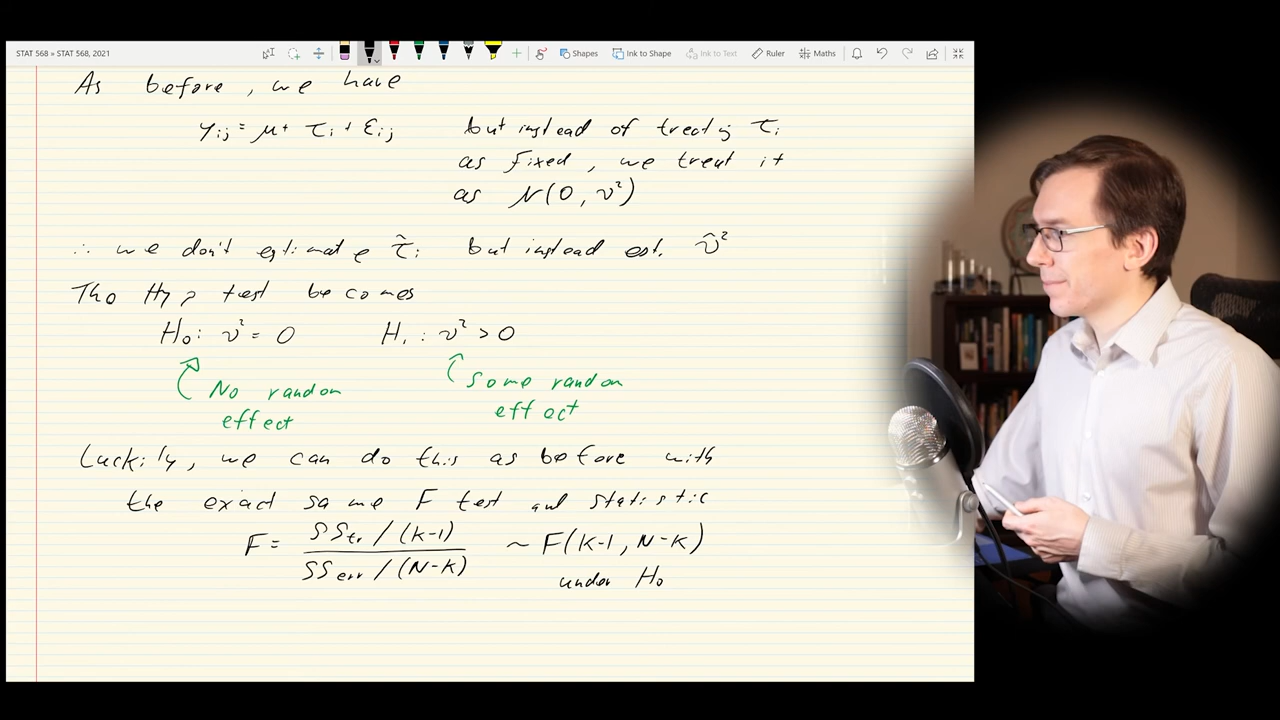 STAT 568 » STAT 568, 2021
Shapes
Ink to Shape
Ink to Text
Ruler
Maths
As before, we have
yij = μ + τi + εij but instead of treating τi
as fixed, we treat it
as N(0, ν²)
∴ we don't estimate τ̂i but instead est. ν̂²
The Hyp test becomes
H0: ν² = 0 H1: ν² > 0
No random effect
Some random effect
Luckily, we can do this as before with
the exact same F test and statistic
F = SStr / (k-1) / SSerr / (N-k) ~ F(k-1, N-k)
under H0